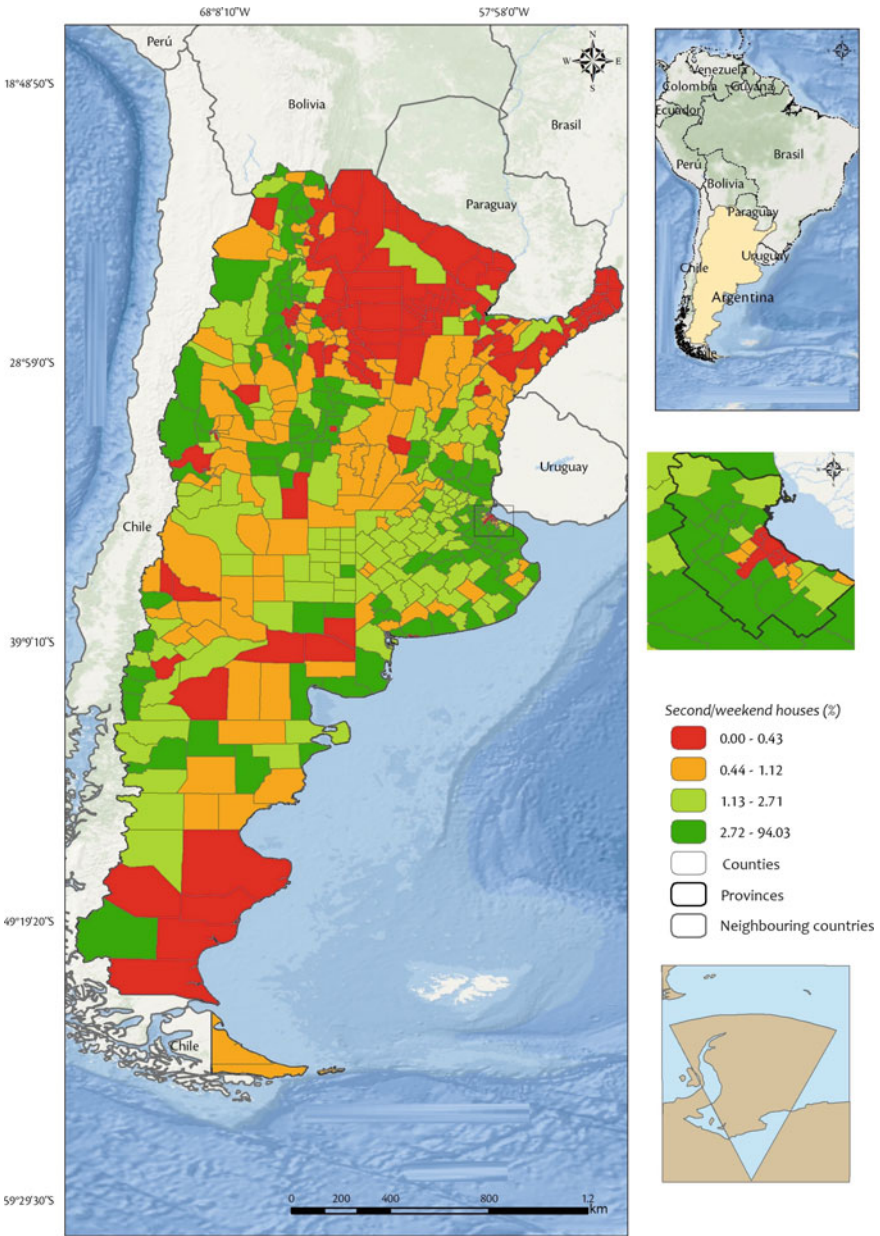 68°8'10"W
57°58'0"W
18°48'50"S
28°59'0"S
39°9'10"S
49°19'20"S
59°29'30"S
Perú
Bolivia
Brasil
Paraguay
Uruguay
Chile
Chile
N
W E
S
0 200 400 800 1.2
km
Venezuela
Colombia
Guyana
Ecuador
Perú
Brasil
Bolivia
Paraguay
Chile
Uruguay
Argentina
Chile
Second/weekend houses (%)
0.00 - 0.43
0.44 - 1.12
1.13 - 2.71
2.72 - 94.03
Counties
Provinces
Neighbouring countries